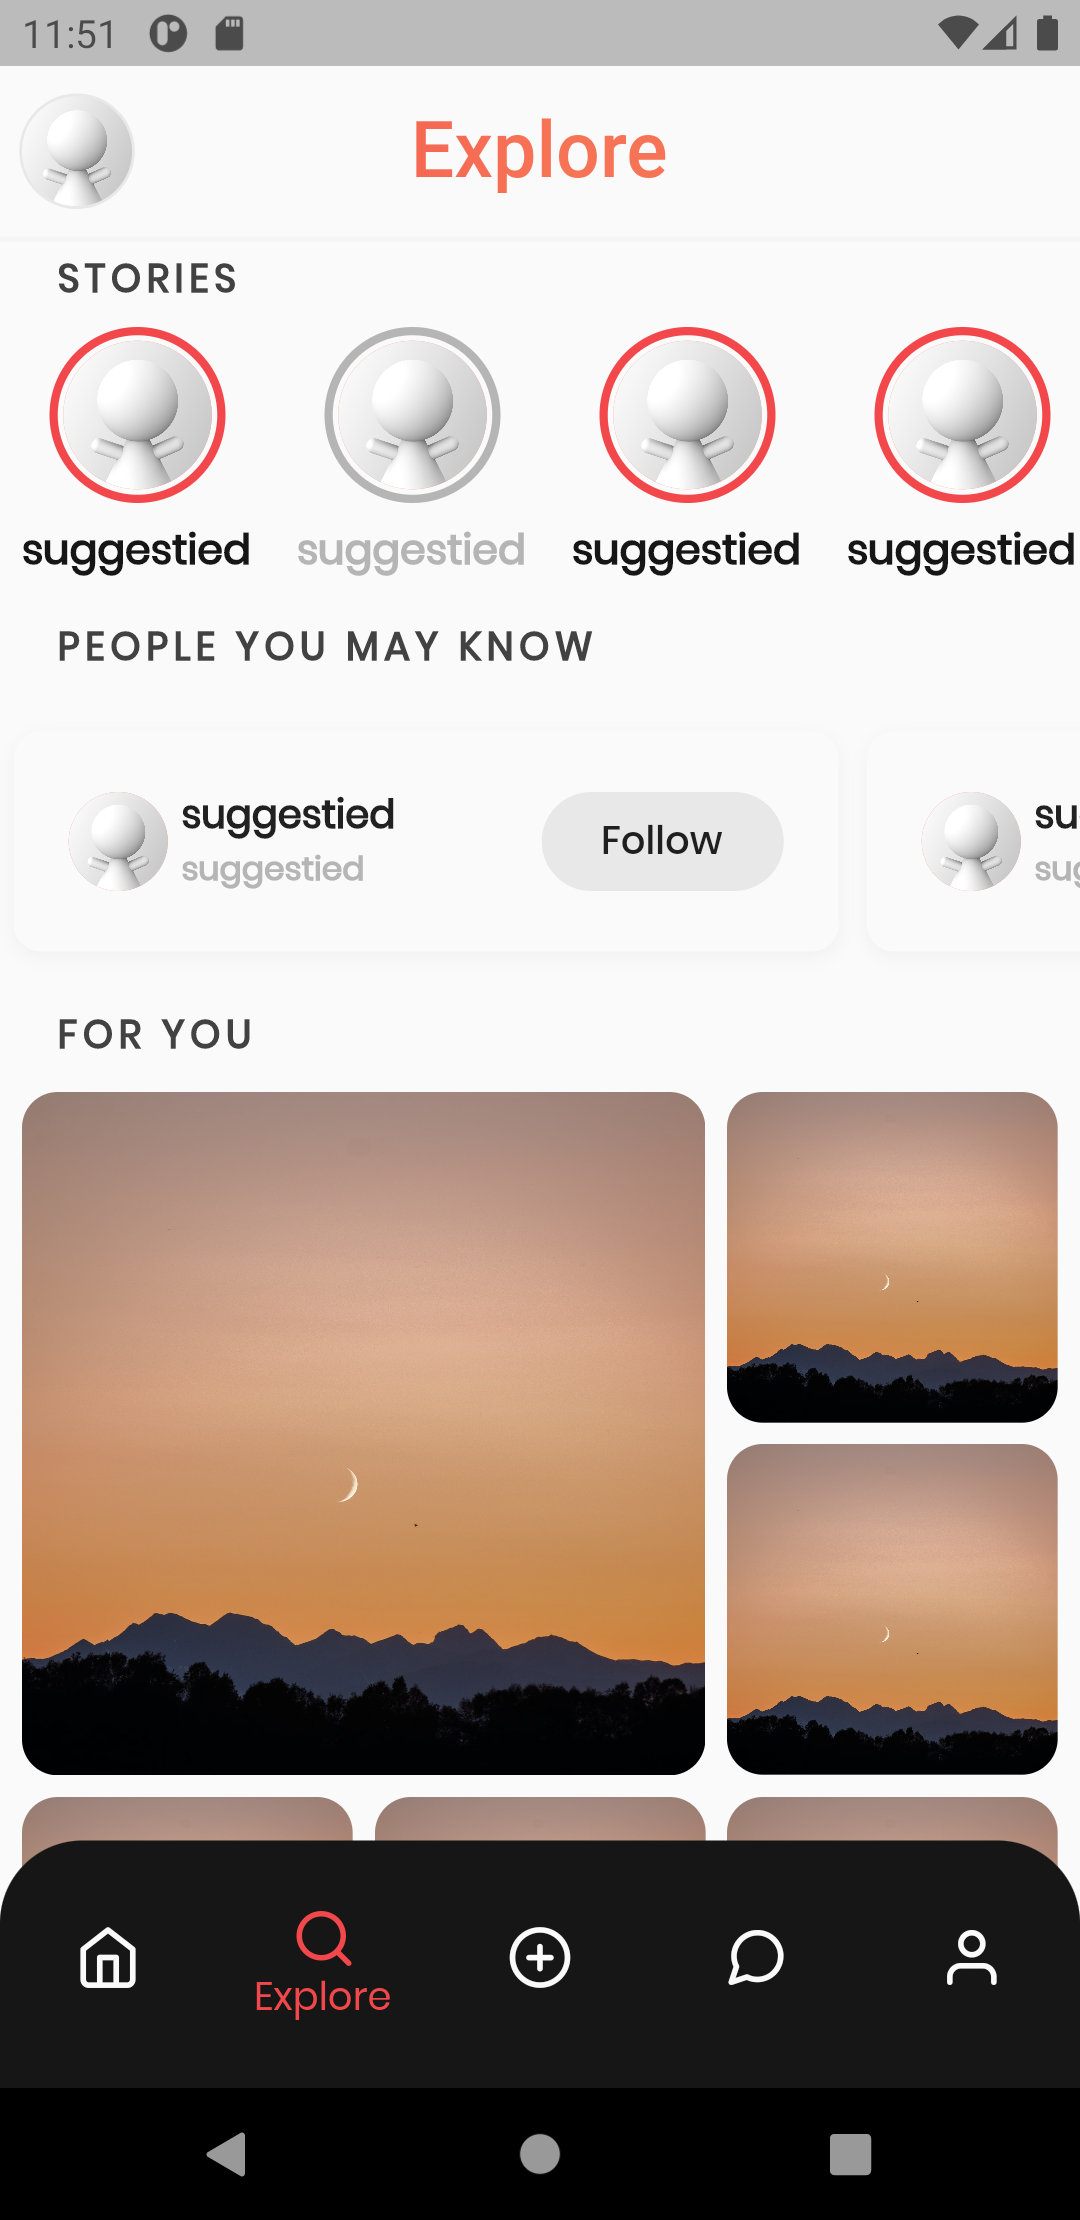 11:51
Explore
STORIES
suggestied suggestied suggestied suggestied
PEOPLE YOU MAY KNOW
suggestied
suggestied
Follow
su
sug
FOR YOU
Explore